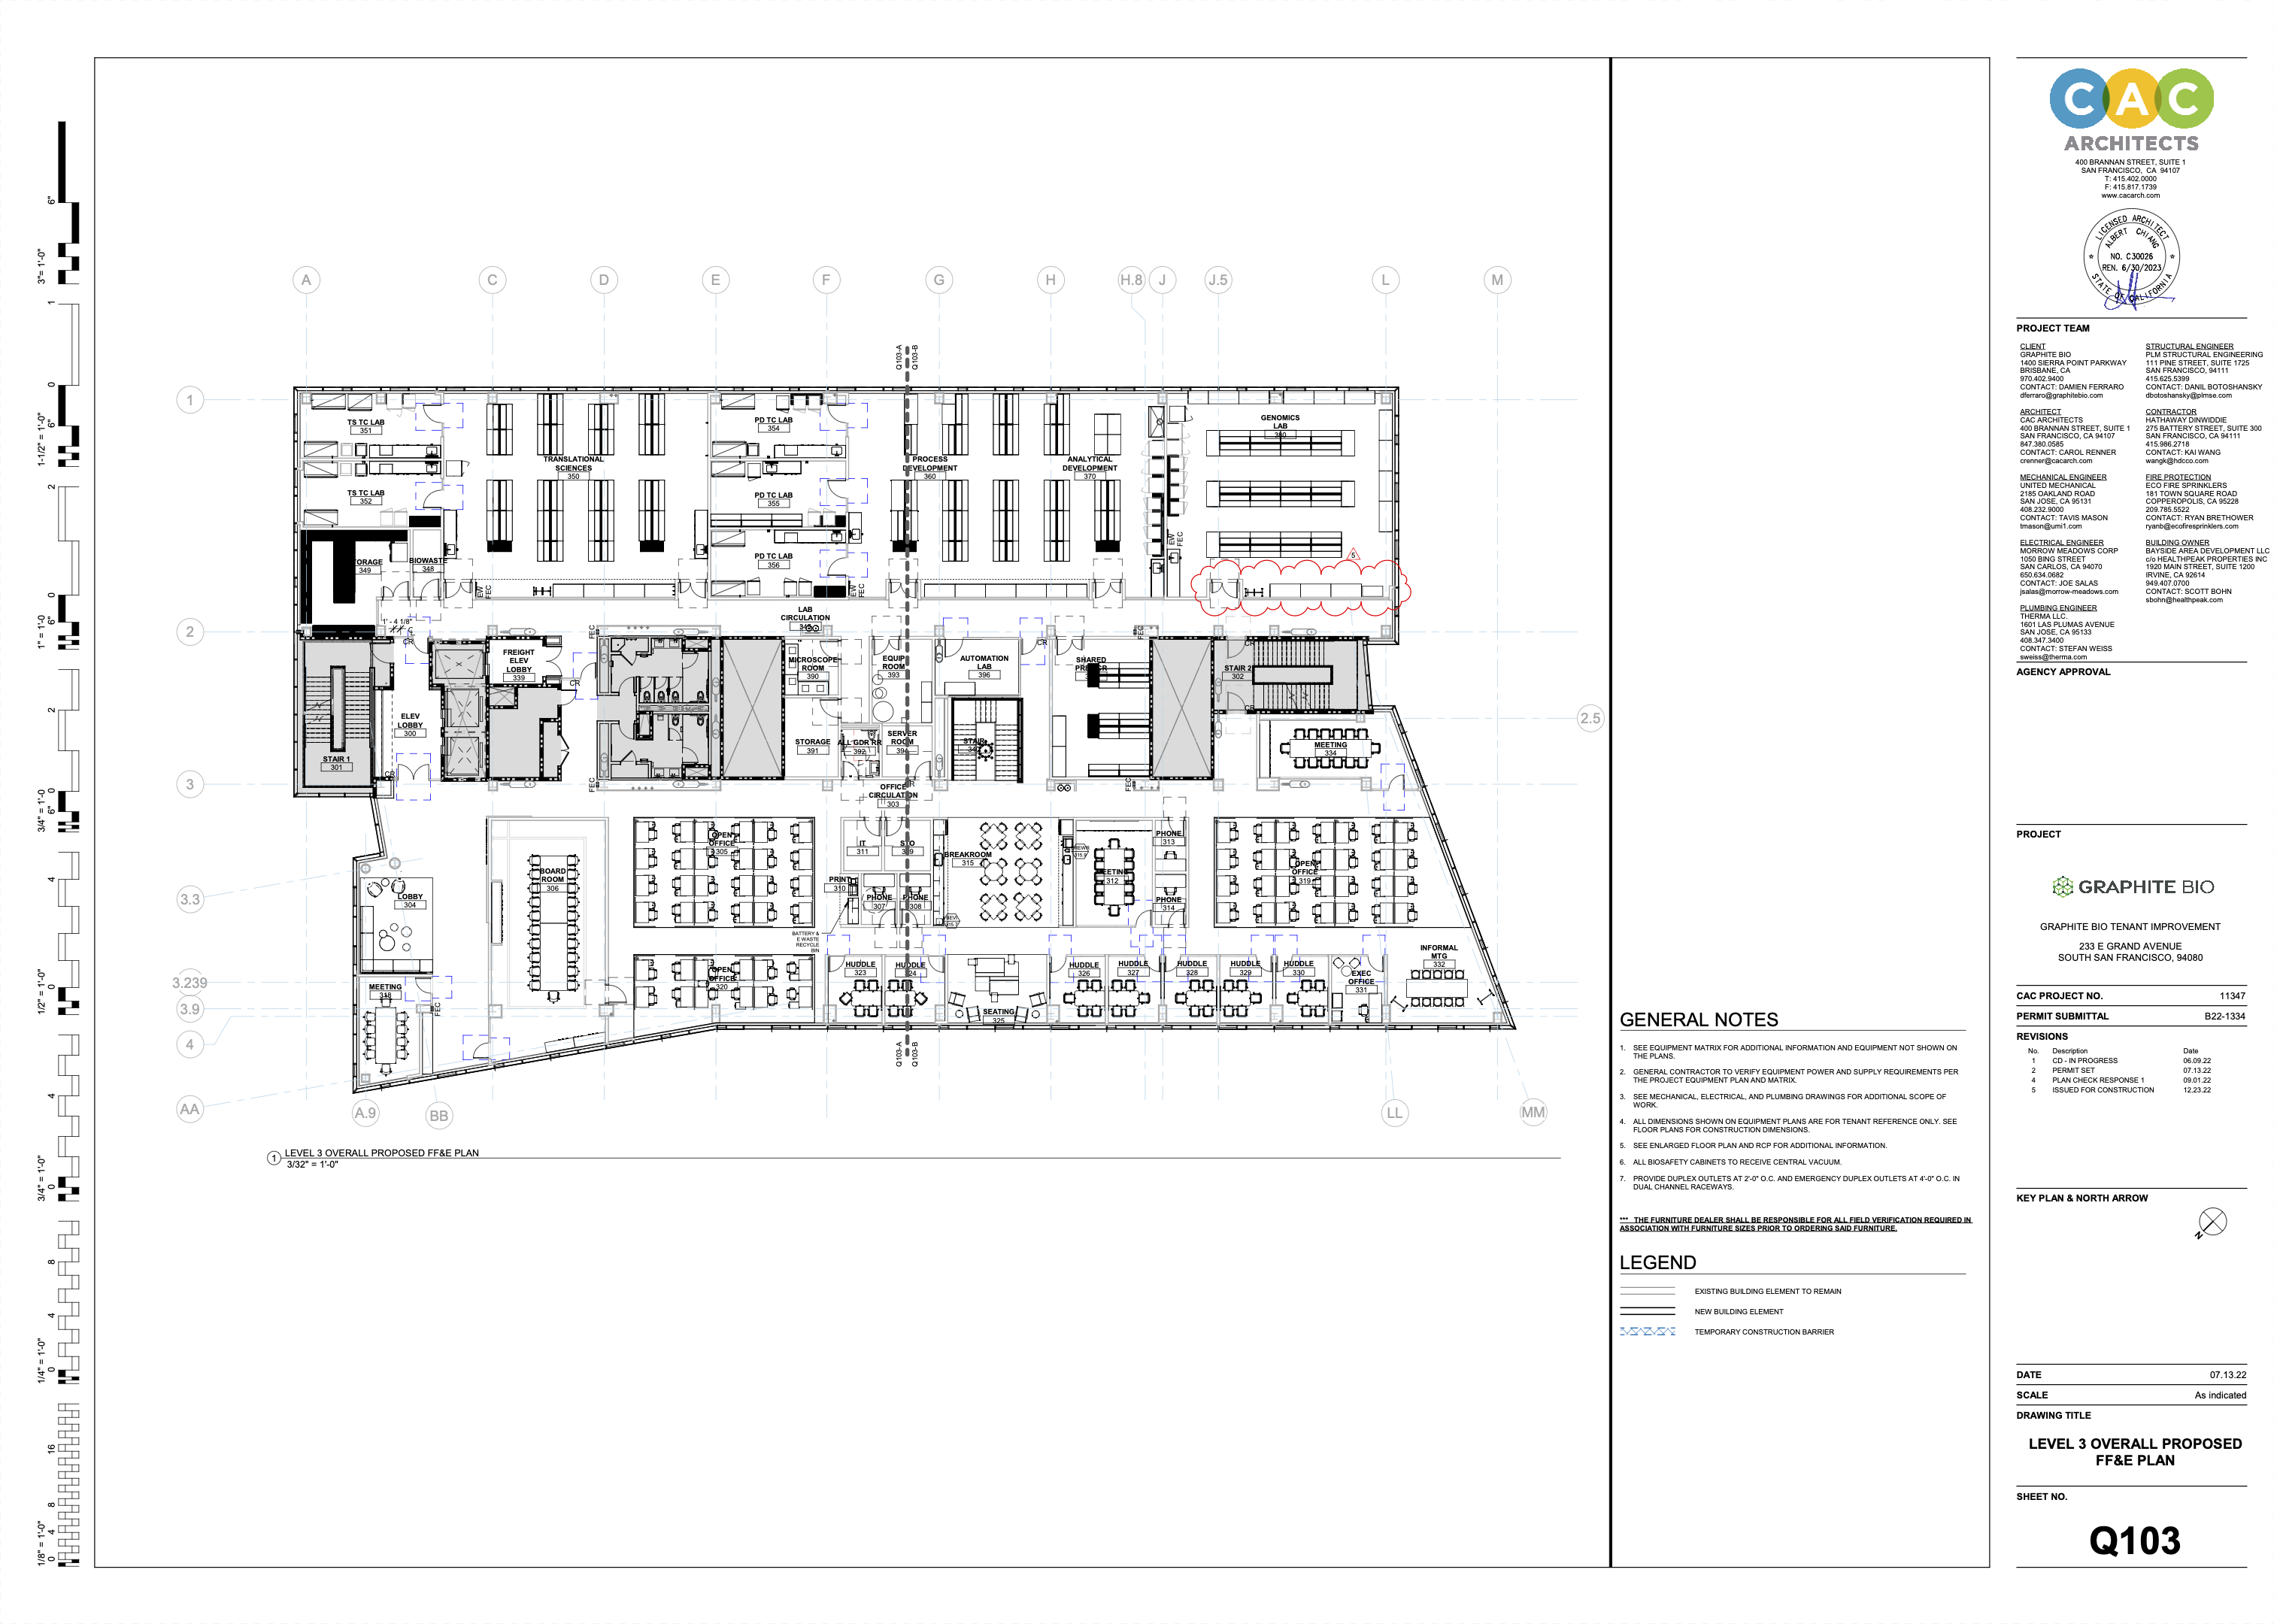 CAC
ARCHITECTS
400 BRANNAN STREET, SUITE 1
SAN FRANCISCO, CA 94107
T: 415.402.0000
F: 415.817.1739
www.cacarch.com
LICENSED ARCHITECT
ALBERT CHIANG
NO. C30026
REN. 6/30/2023
STATE OF CALIFORNIA
PROJECT TEAM
CLIENT
GRAPHITE BIO
1400 SIERRA POINT PARKWAY
BRISBANE, CA
970.402.9400
CONTACT: DAMIEN FERRARO
dferraro@graphitebio.com
ARCHITECT
CAC ARCHITECTS
400 BRANNAN STREET, SUITE 1
SAN FRANCISCO, CA 94107
847.380.0585
CONTACT: CAROL RENNER
crenner@cacarch.com
MECHANICAL ENGINEER
UNITED MECHANICAL
2185 OAKLAND ROAD
SAN JOSE, CA 95131
408.232.9000
CONTACT: TAVIS MASON
tmason@umi1.com
ELECTRICAL ENGINEER
MORROW MEADOWS CORP
1050 BING STREET
SAN CARLOS, CA 94070
650.634.0682
CONTACT: JOE SALAS
jsalas@morrow-meadows.com
PLUMBING ENGINEER
THERMA LLC.
1601 LAS PLUMAS AVENUE
SAN JOSE, CA 95133
408.347.3400
CONTACT: STEFAN WEISS
sweiss@therma.com
STRUCTURAL ENGINEER
PLM STRUCTURAL ENGINEERING
111 PINE STREET, SUITE 1725
SAN FRANCISCO, 94111
415.625.5399
CONTACT: DANIL BOTOSHANSKY
dbotoshansky@plmse.com
CONTRACTOR
HATHAWAY DINWIDDIE
275 BATTERY STREET, SUITE 300
SAN FRANCISCO, CA 94111
415.986.2718
CONTACT: KAI WANG
wangk@hdcco.com
FIRE PROTECTION
ECO FIRE SPRINKLERS
181 TOWN SQUARE ROAD
COPPEROPOLIS, CA 95228
209.785.5522
CONTACT: RYAN BRETHOWER
ryanb@ecofiresprinklers.com
BUILDING OWNER
BAYSIDE AREA DEVELOPMENT LLC
c/o HEALTHPEAK PROPERTIES INC
1920 MAIN STREET, SUITE 1200
IRVINE, CA 92614
949.407.0700
CONTACT: SCOTT BOHN
sbohn@healthpeak.com
AGENCY APPROVAL
PROJECT
GRAPHITE BIO
GRAPHITE BIO TENANT IMPROVEMENT
233 E GRAND AVENUE
SOUTH SAN FRANCISCO, 94080
CAC PROJECT NO. 11347
PERMIT SUBMITTAL B22-1334
REVISIONS
No. Description Date
1 CD - IN PROGRESS 06.09.22
2 PERMIT SET 07.13.22
4 PLAN CHECK RESPONSE 1 09.01.22
5 ISSUED FOR CONSTRUCTION 12.23.22
KEY PLAN & NORTH ARROW
N
DATE 07.13.22
SCALE As indicated
DRAWING TITLE
LEVEL 3 OVERALL PROPOSED
FF&E PLAN
SHEET NO.
Q103
A C D E F G H H.8 J J.5 L M
Q103-A
Q103-B
1
2
2.5
3
3.3
3.239
3.9
4
AA
A.9
BB
LL
MM
TS TC LAB
351
TS TC LAB
352
TRANSLATIONAL
SCIENCES
350
PD TC LAB
354
PD TC LAB
355
PD TC LAB
356
PROCESS
DEVELOPMENT
360
ANALYTICAL
DEVELOPMENT
370
GENOMICS
LAB
5
349
BIOWASTE
348
EW
FEC
1' - 4 1/8"
CR
LAB
CIRCULATION
FREIGHT
ELEV
LOBBY
339
ELEV
LOBBY
300
STAIR 1
301
MICROSCOPE
ROOM
390
EQUIP
ROOM
393
AUTOMATION
LAB
396
SHARED
STAIR 2
302
STORAGE
391
ALL GDR RR
392
SERVER
ROOM
MEETING
334
OFFICE
CIRCULATION
303
BOARD
ROOM
306
OPEN
OFFICE
305
IT
311
PRINT
310
PHONE
307
PHONE
308
BREAKROOM
315
312
PHONE
313
PHONE
314
OPEN
OFFICE
319
LOBBY
304
BATTERY &
E WASTE
RECYCLE
BIN
OPEN
OFFICE
320
HUDDLE
323
HUDDLE
SEATING
325
HUDDLE
326
HUDDLE
327
HUDDLE
328
HUDDLE
329
HUDDLE
330
EXEC
OFFICE
331
INFORMAL
MTG
332
MEETING
FEC
Q103-A
Q103-B
1 LEVEL 3 OVERALL PROPOSED FF&E PLAN
3/32" = 1'-0"
GENERAL NOTES
1. SEE EQUIPMENT MATRIX FOR ADDITIONAL INFORMATION AND EQUIPMENT NOT SHOWN ON
THE PLANS.
2. GENERAL CONTRACTOR TO VERIFY EQUIPMENT POWER AND SUPPLY REQUIREMENTS PER
THE PROJECT EQUIPMENT PLAN AND MATRIX.
3. SEE MECHANICAL, ELECTRICAL, AND PLUMBING DRAWINGS FOR ADDITIONAL SCOPE OF
WORK.
4. ALL DIMENSIONS SHOWN ON EQUIPMENT PLANS ARE FOR TENANT REFERENCE ONLY. SEE
FLOOR PLANS FOR CONSTRUCTION DIMENSIONS.
5. SEE ENLARGED FLOOR PLAN AND RCP FOR ADDITIONAL INFORMATION.
6. ALL BIOSAFETY CABINETS TO RECEIVE CENTRAL VACUUM.
7. PROVIDE DUPLEX OUTLETS AT 2'-0" O.C. AND EMERGENCY DUPLEX OUTLETS AT 4'-0" O.C. IN
DUAL CHANNEL RACEWAYS.
*** THE FURNITURE DEALER SHALL BE RESPONSIBLE FOR ALL FIELD VERIFICATION REQUIRED IN
ASSOCIATION WITH FURNITURE SIZES PRIOR TO ORDERING SAID FURNITURE.
LEGEND
EXISTING BUILDING ELEMENT TO REMAIN
NEW BUILDING ELEMENT
TEMPORARY CONSTRUCTION BARRIER
3"= 1'-0"
1-1/2" = 1'-0"
1" = 1'-0
3/4" = 1'-0
1/2" = 1'-0"
3/4" = 1'-0"
1/4" = 1'-0"
1/8" = 1'-0"